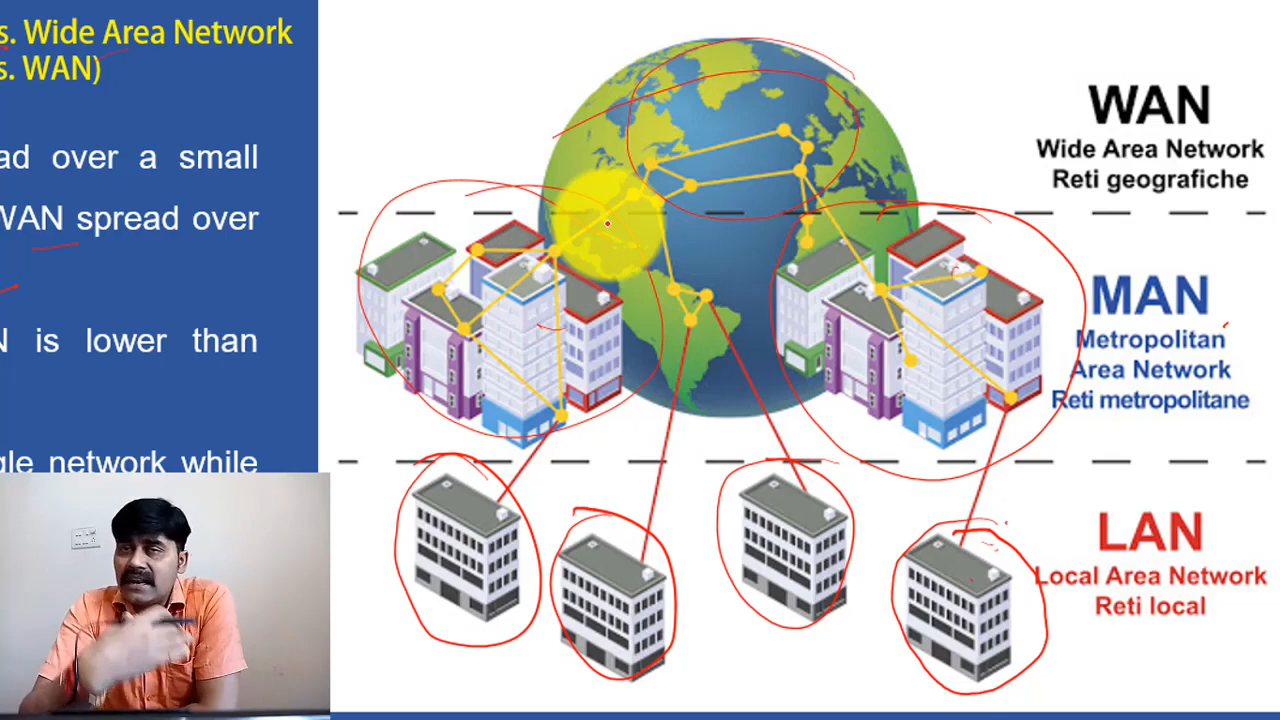 s. Wide Area Network
s. WAN)
ad over a small
WAN spread over
N is lower than
gle network while
WAN
Wide Area Network
Reti geografiche
MAN
Metropolitan
Area Network
Reti metropolitane
LAN
Local Area Network
Reti local